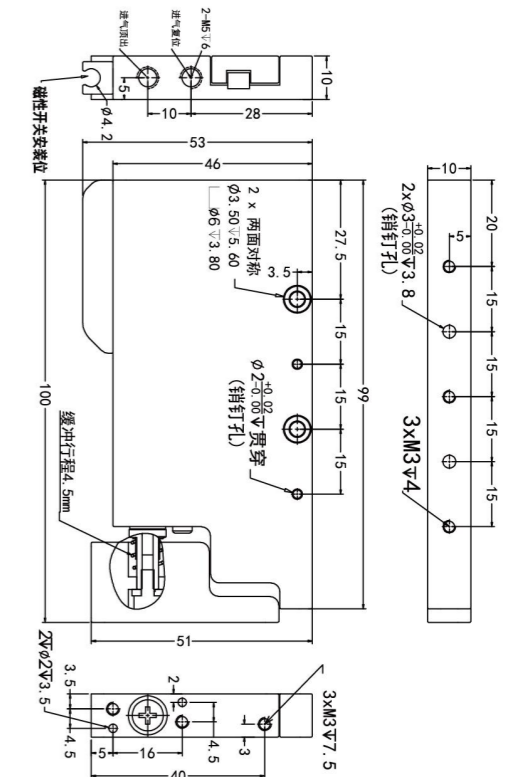 2-M5↧6
进气复位
进气顶出
10
5
10
28
Ø4.2
磁性开关安装位
53
46
2 x 两面对称
Ø3.50↧5.60
⌴Ø6↧3.80
3.5
27.5
15
15
15
Ø2+0.02-0.00↧贯穿
(销钉孔)
99
100
缓冲行程4.5mm
51
10
5
20
15
15
15
15
2xØ3+0.02-0.00↧3.8
(销钉孔)
3xM3↧4
2↧Ø2↧3.5
3.5
4.5
5
16
2
4.5
3
40
3xM3↧7.5